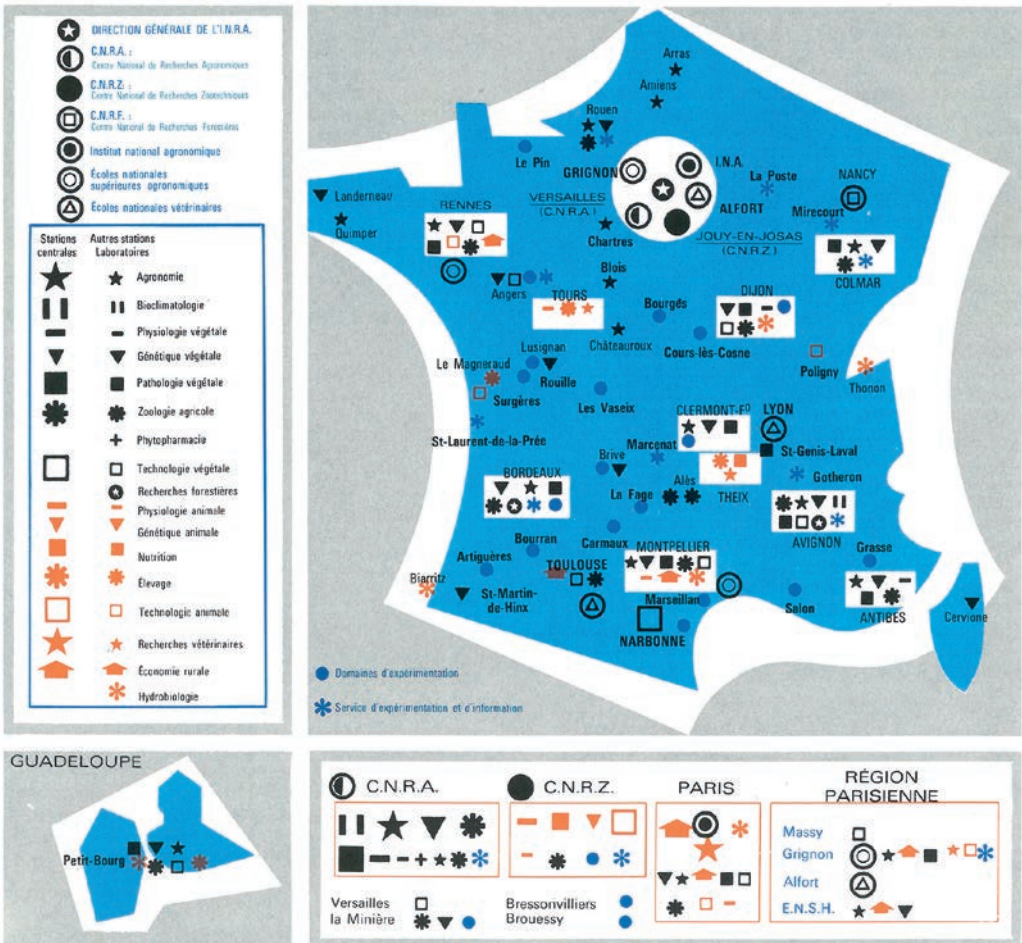 DIRECTION GÉNÉRALE DE L'I.N.R.A.
C.N.R.A. :
Centre National de Recherches Agronomiques
C.N.R.Z. :
Centre National de Recherches Zootechniques
C.N.R.F. :
Centre National de Recherches Forestières
Institut national agronomique
Écoles nationales
supérieures agronomiques
Écoles nationales vétérinaires
Stations
centrales
Autres stations
Laboratoires
Agronomie
Bioclimatologie
Physiologie végétale
Génétique végétale
Pathologie végétale
Zoologie agricole
Phytopharmacie
Technologie végétale
Recherches forestières
Physiologie animale
Génétique animale
Nutrition
Élevage
Technologie animale
Recherches vétérinaires
Économie rurale
Hydrobiologie
Arras
Amiens
Rouen
Le Pin
GRIGNON
I.N.A.
La Poste
NANCY
Landerneau
Quimper
RENNES
VERSAILLES
(C.N.R.A.)
ALFORT
Mirecourt
Chartres
JOUY-EN-JOSAS
(C.N.R.Z.)
COLMAR
Blois
Angers
TOURS
Bourgés
DIJON
Châteauroux
Cours-lès-Cosne
Lusignan
Le Magneraud
Rouille
Poligny
Thonon
Surgères
Les Vaseix
St-Laurent-de-la-Prée
CLERMONT-Fᴰ
LYON
Marcenat
St-Genis-Laval
Brive
BORDEAUX
Alès
THEIX
Gotheron
La Fage
Carmaux
AVIGNON
Bourran
MONTPELLIER
Grasse
Artiguères
TOULOUSE
Biarritz
St-Martin-
de-Hinx
Marseillan
Salon
ANTIBES
Cervione
NARBONNE
Domaines d'expérimentation
Service d'expérimentation et d'information
GUADELOUPE
Petit-Bourg
C.N.R.A.
Versailles
la Minière
C.N.R.Z.
Bressonvilliers
Brouessy
PARIS
RÉGION
PARISIENNE
Massy
Grignon
Alfort
E.N.S.H.